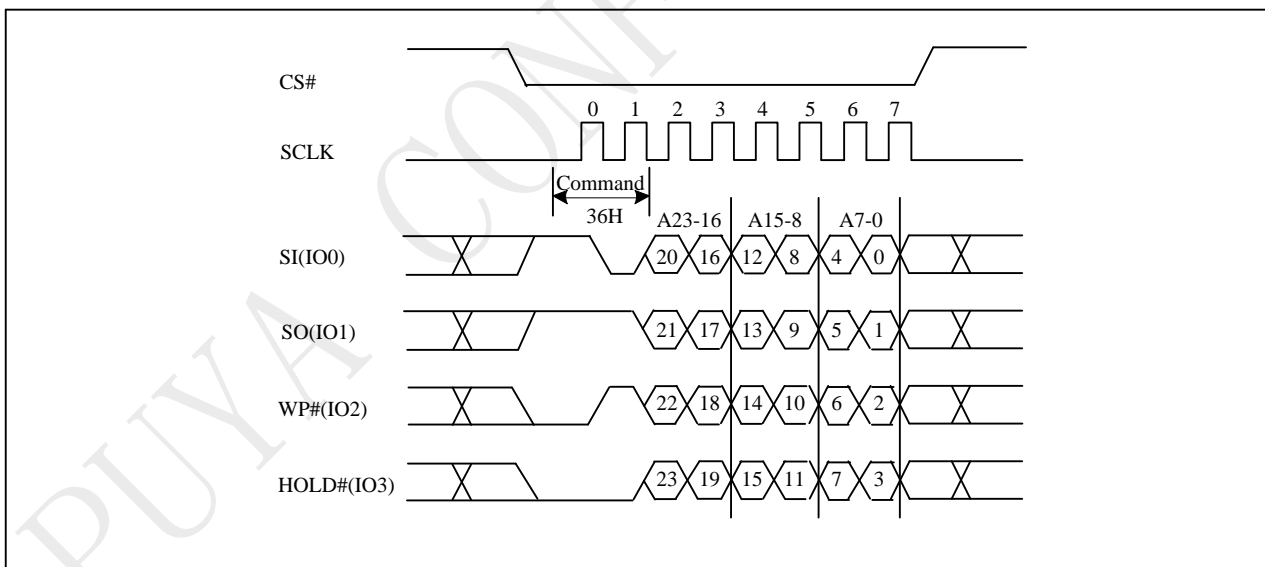 CS#
0 1 2 3 4 5 6 7
SCLK
Command
36H
A23-16 A15-8 A7-0
SI(IO0)
20 16 12 8 4 0
SO(IO1)
21 17 13 9 5 1
WP#(IO2)
22 18 14 10 6 2
HOLD#(IO3)
23 19 15 11 7 3
PUYA CONF